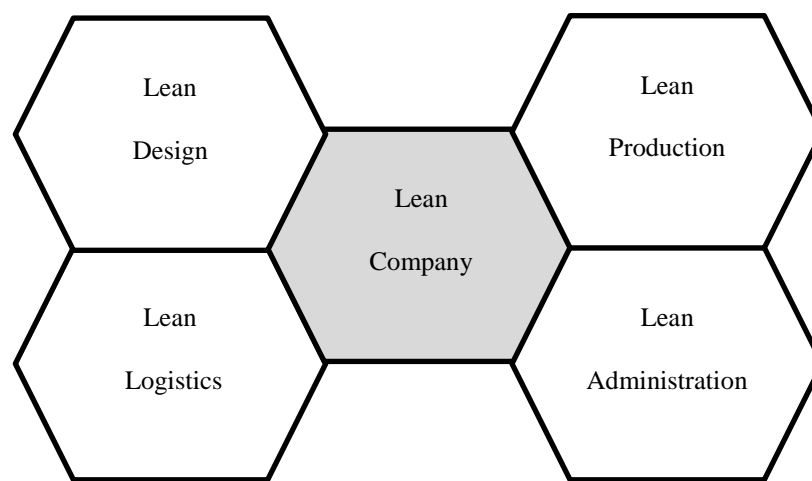 Lean
Design
Lean
Production
Lean
Company
Lean
Logistics
Lean
Administration